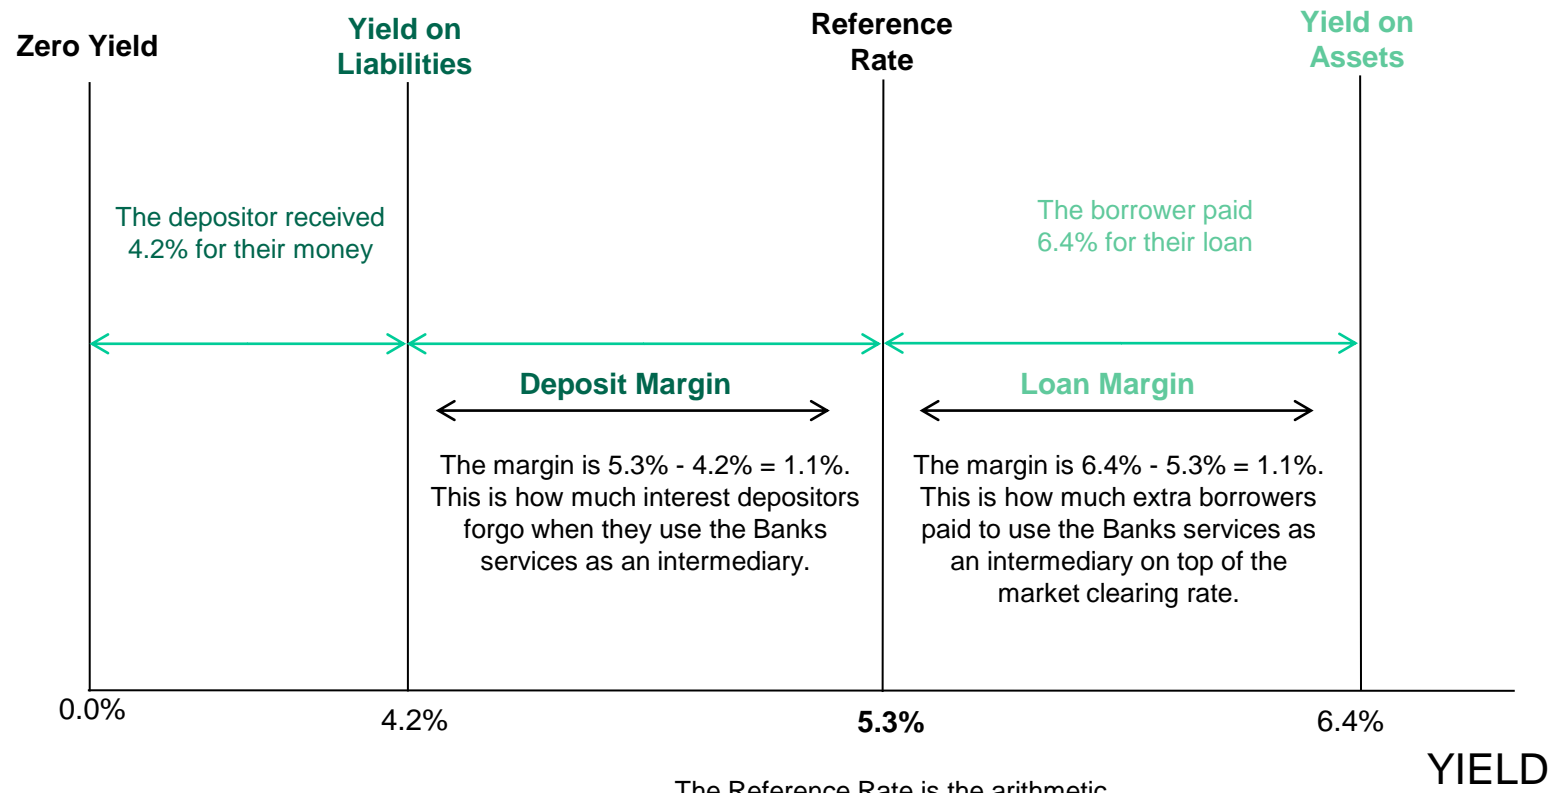 Zero Yield
Yield on
Liabilities
Reference
Rate
Yield on
Assets
The depositor received
4.2% for their money
The borrower paid
6.4% for their loan
Deposit Margin
Loan Margin
The margin is 5.3% - 4.2% = 1.1%.
This is how much interest depositors
forgo when they use the Banks
services as an intermediary.
The margin is 6.4% - 5.3% = 1.1%.
This is how much extra borrowers
paid to use the Banks services as
an intermediary on top of the
market clearing rate.
0.0%
4.2%
5.3%
6.4%
YIELD
The Reference Rate is the arithmetic